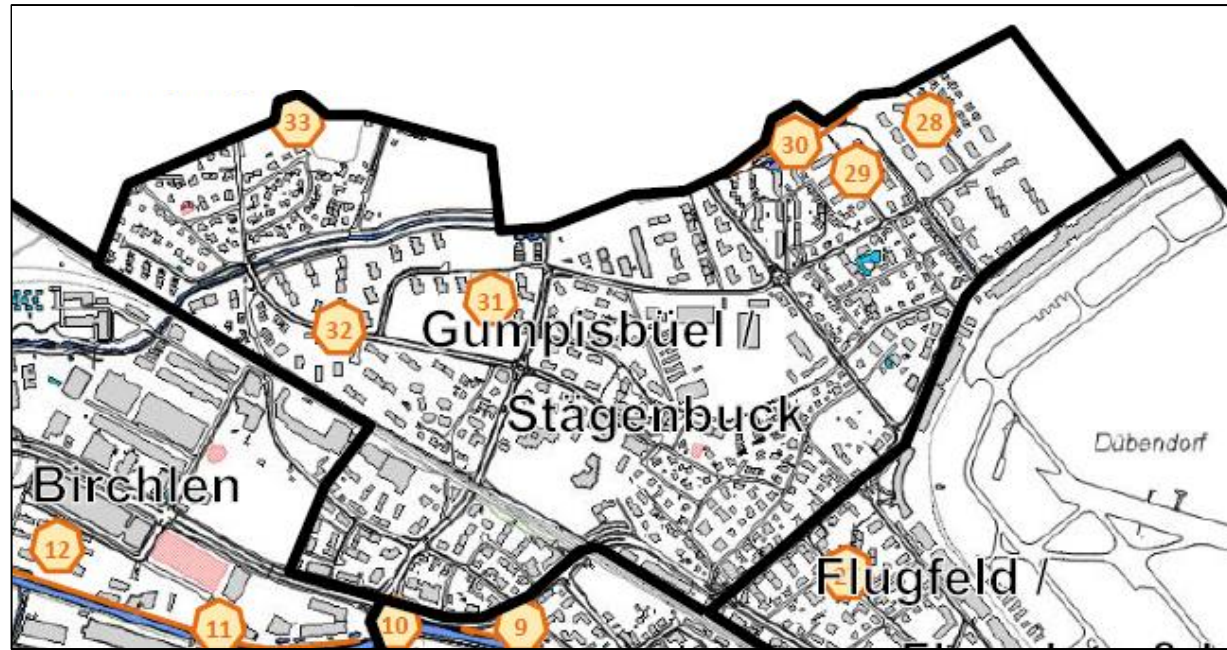 33
30
28
29
31
32
Gumpisbüel /
Stägenbuck
Dübendorf
Birchlen
12
Flugfeld /
11
10
9